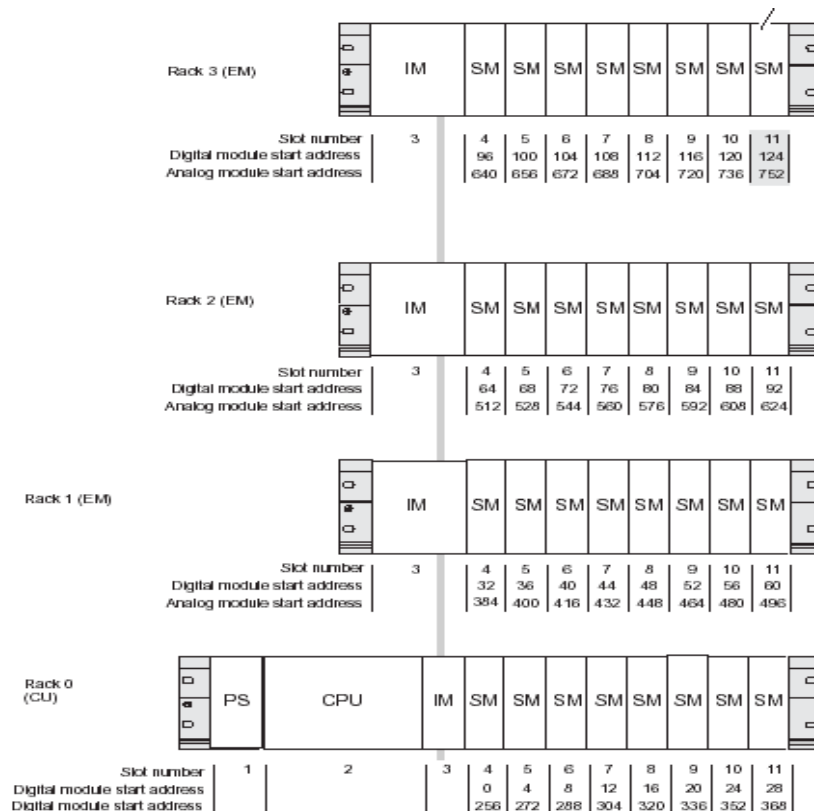 Rack 3 (EM) IM SM SM SM SM SM SM SM SM
Slot number 3 4 5 6 7 8 9 10 11
Digital module start address 96 100 104 108 112 116 120 124
Analog module start address 640 656 672 688 704 720 736 752
Rack 2 (EM) IM SM SM SM SM SM SM SM SM
Slot number 3 4 5 6 7 8 9 10 11
Digital module start address 64 68 72 76 80 84 88 92
Analog module start address 512 528 544 560 576 592 608 624
Rack 1 (EM) IM SM SM SM SM SM SM SM SM
Slot number 3 4 5 6 7 8 9 10 11
Digital module start address 32 36 40 44 48 52 56 60
Analog module start address 384 400 416 432 448 464 480 496
Rack 0
(CU) PS CPU IM SM SM SM SM SM SM SM SM
Slot number 1 2 3 4 5 6 7 8 9 10 11
Digital module start address 0 4 8 12 16 20 24 28
Digital module start address 256 272 288 304 320 336 352 368